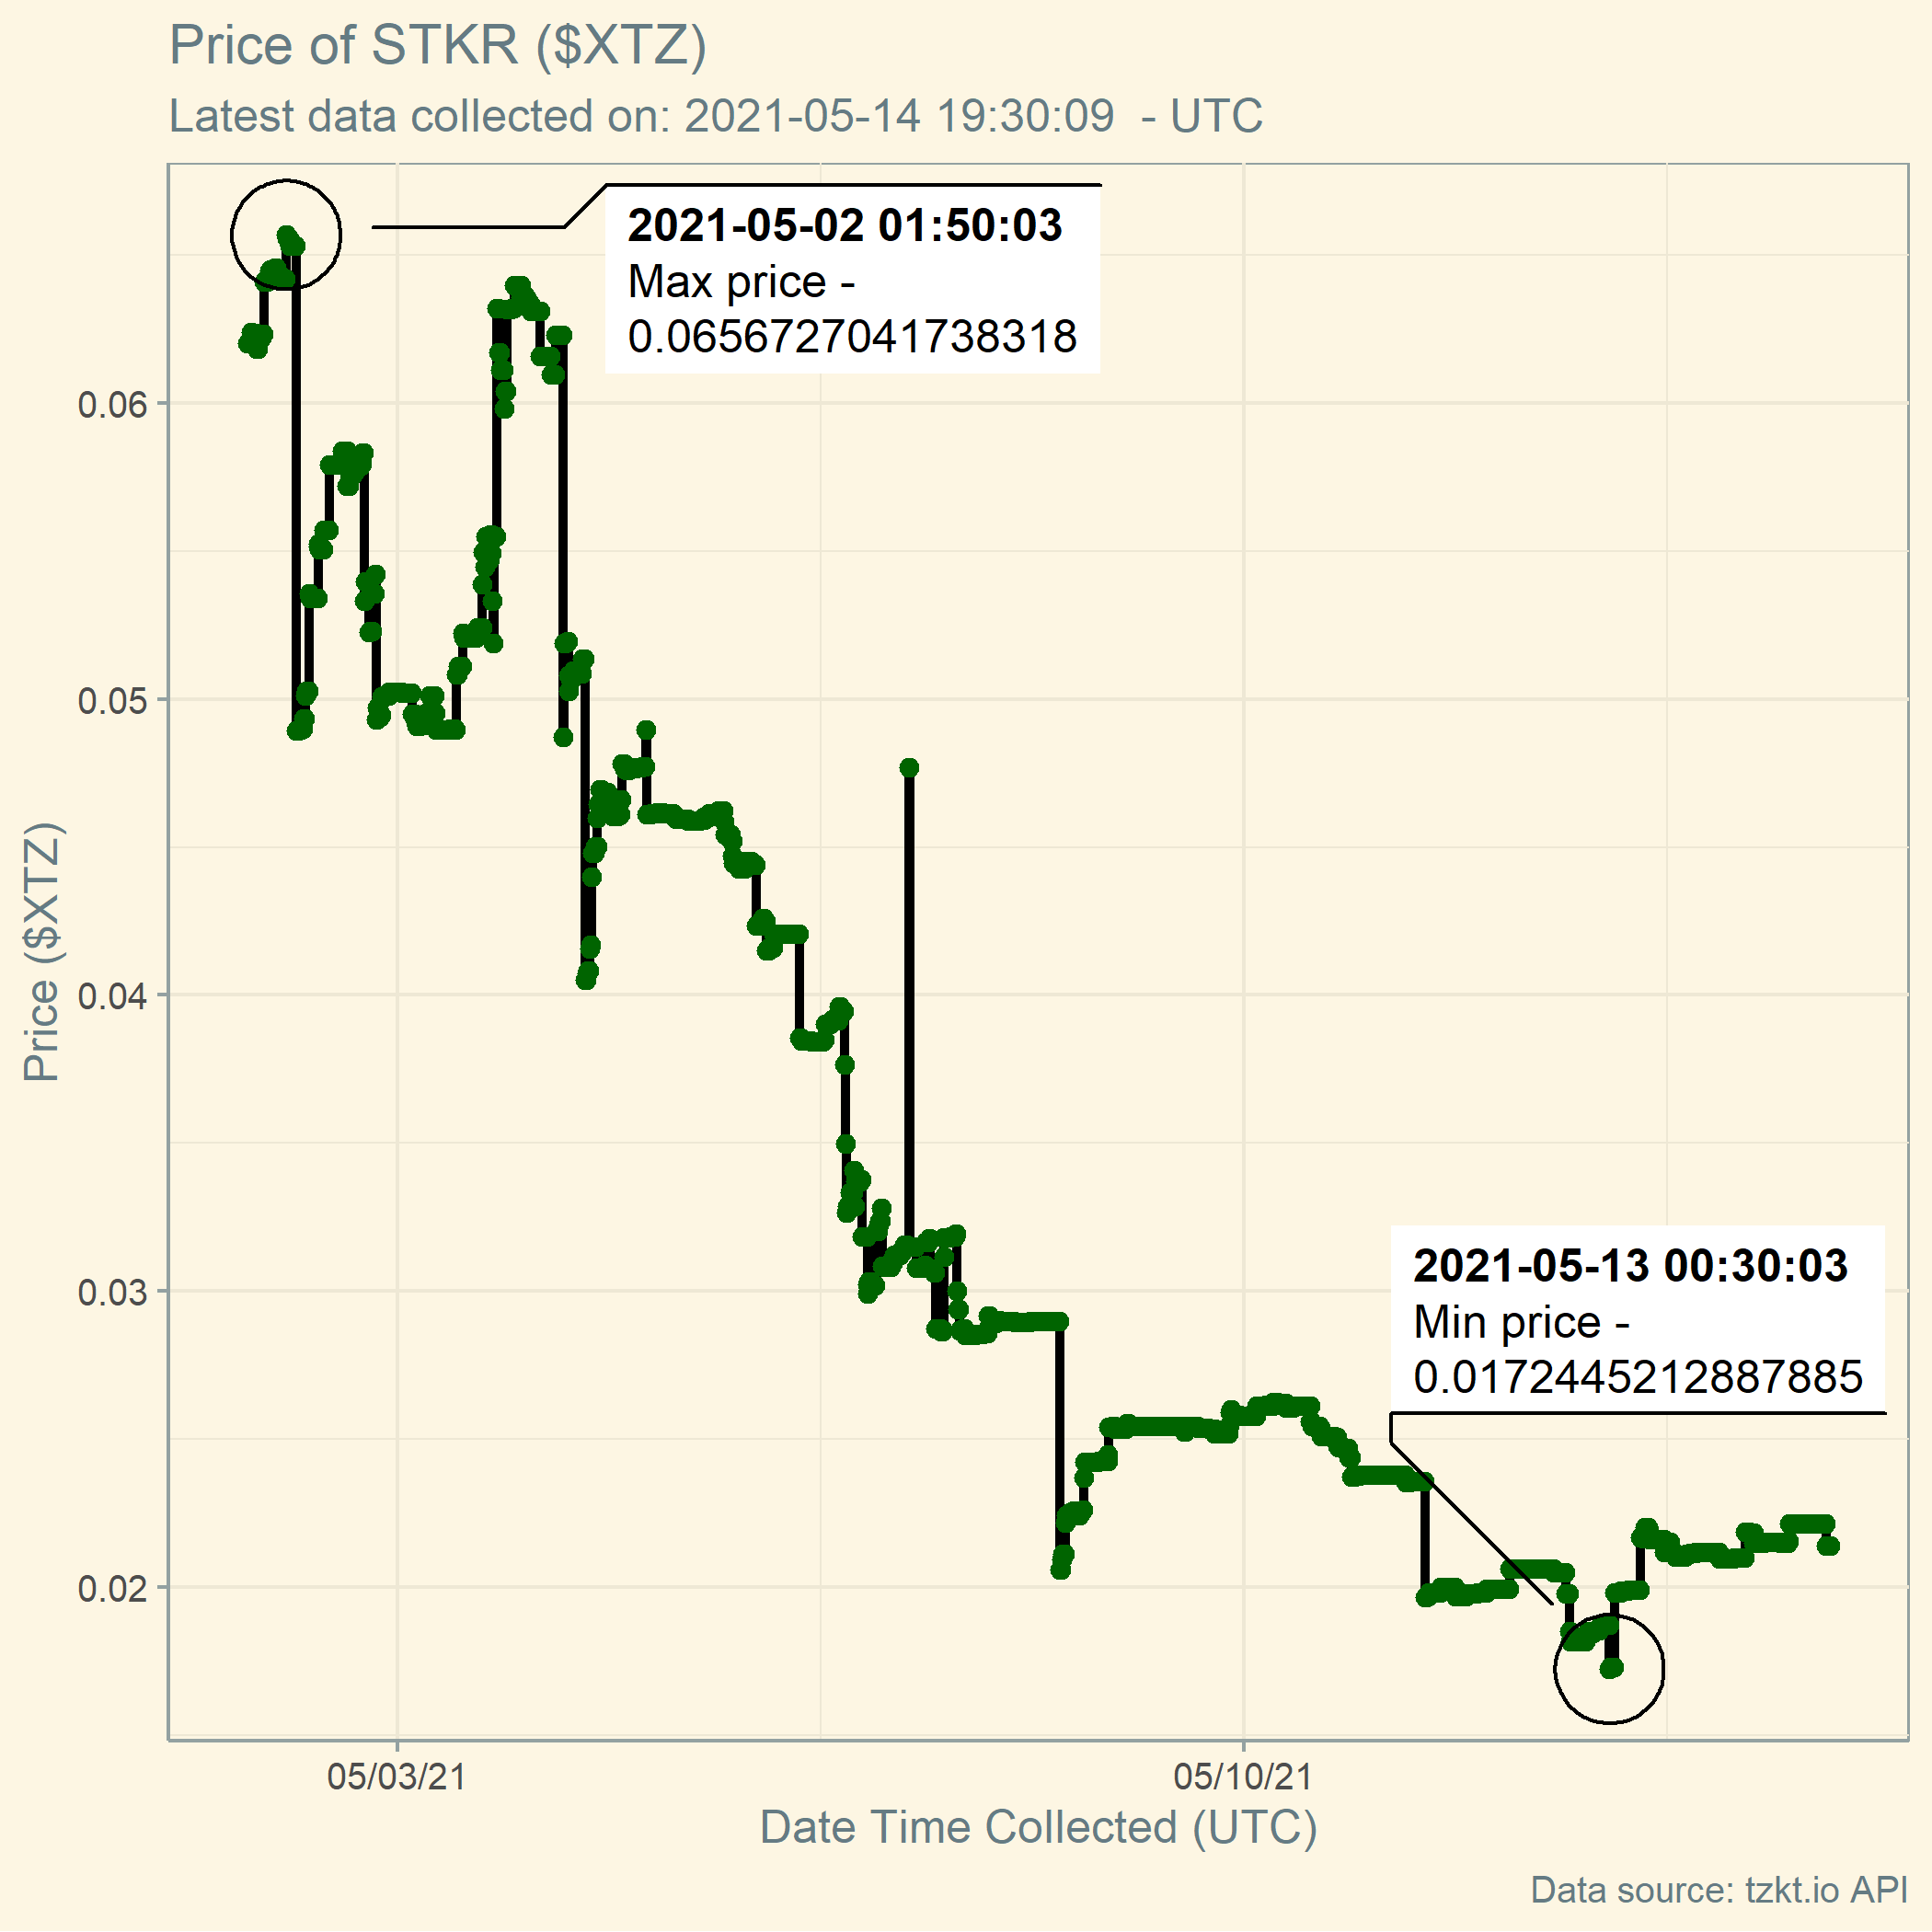 Price of STKR ($XTZ)
Latest data collected on: 2021-05-14 19:30:09  - UTC
2021-05-02 01:50:03
Max price -
0.0656727041738318
0.06
0.05
0.04
0.03
0.02
Price ($XTZ)
2021-05-13 00:30:03
Min price -
0.0172445212887885
05/03/21
05/10/21
Date Time Collected (UTC)
Data source: tzkt.io API